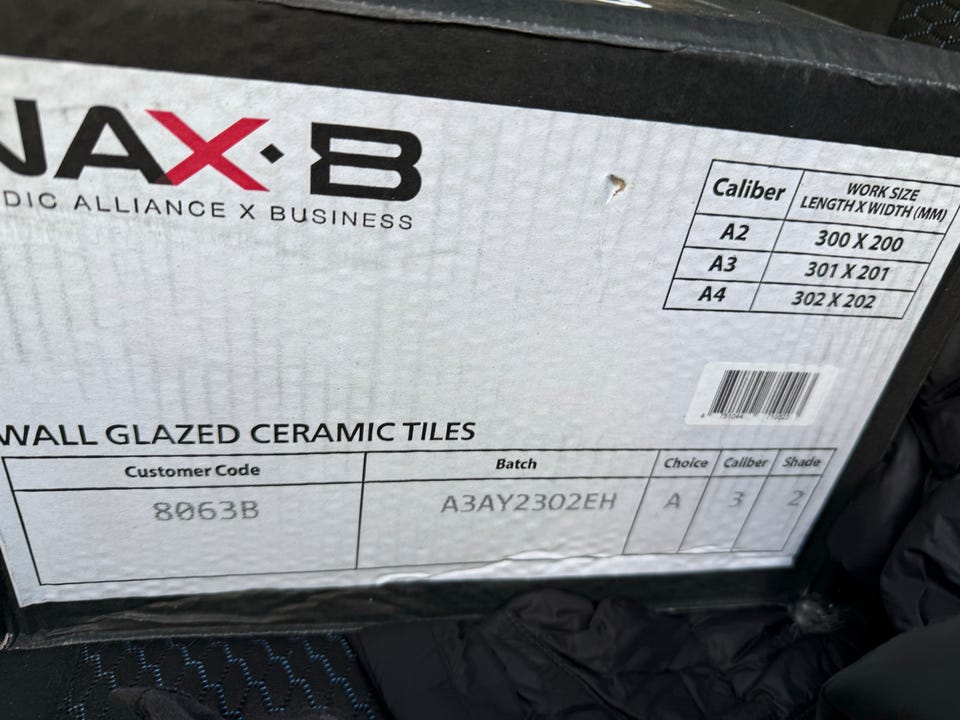 NAX·B
DIC ALLIANCE X BUSINESS
Caliber WORK SIZE LENGTH X WIDTH (MM)
A2 300 X 200
A3 301 X 201
A4 302 X 202
WALL GLAZED CERAMIC TILES
Customer Code Batch Choice Caliber Shade
8063B A3AY2302EH A 3 2